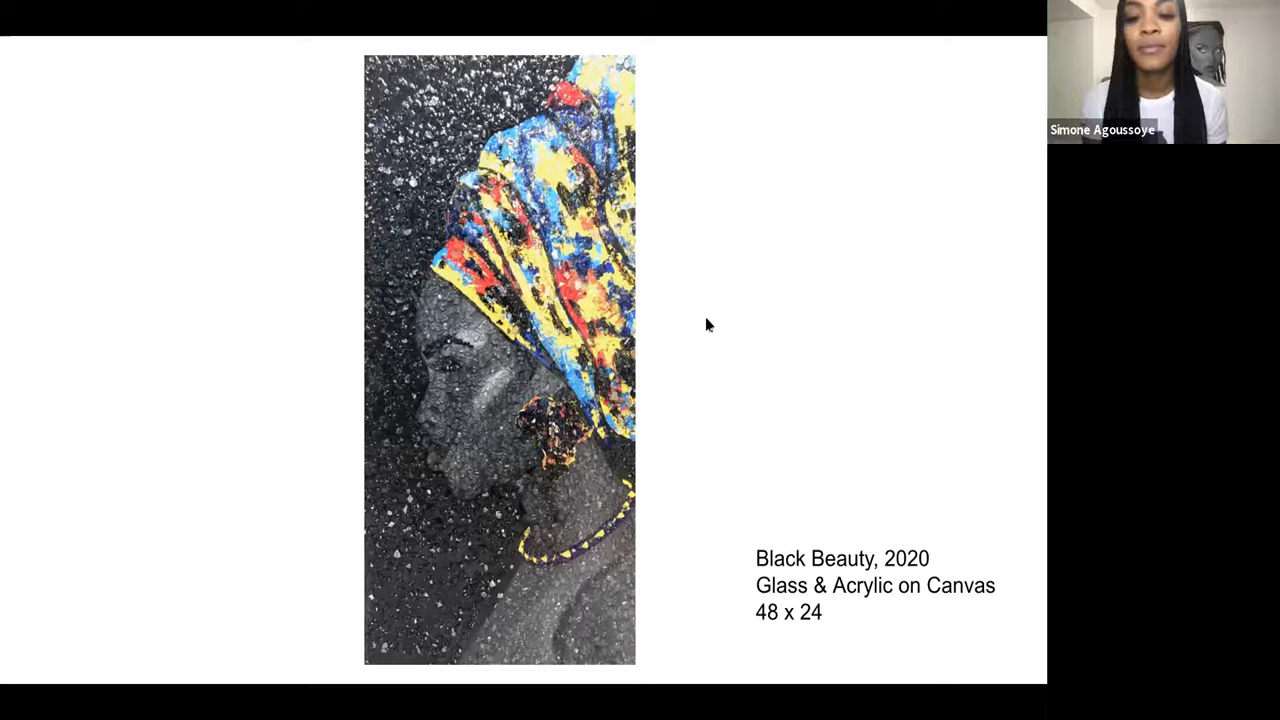 Simone Agoussoye
Black Beauty, 2020
Glass & Acrylic on Canvas
48 x 24